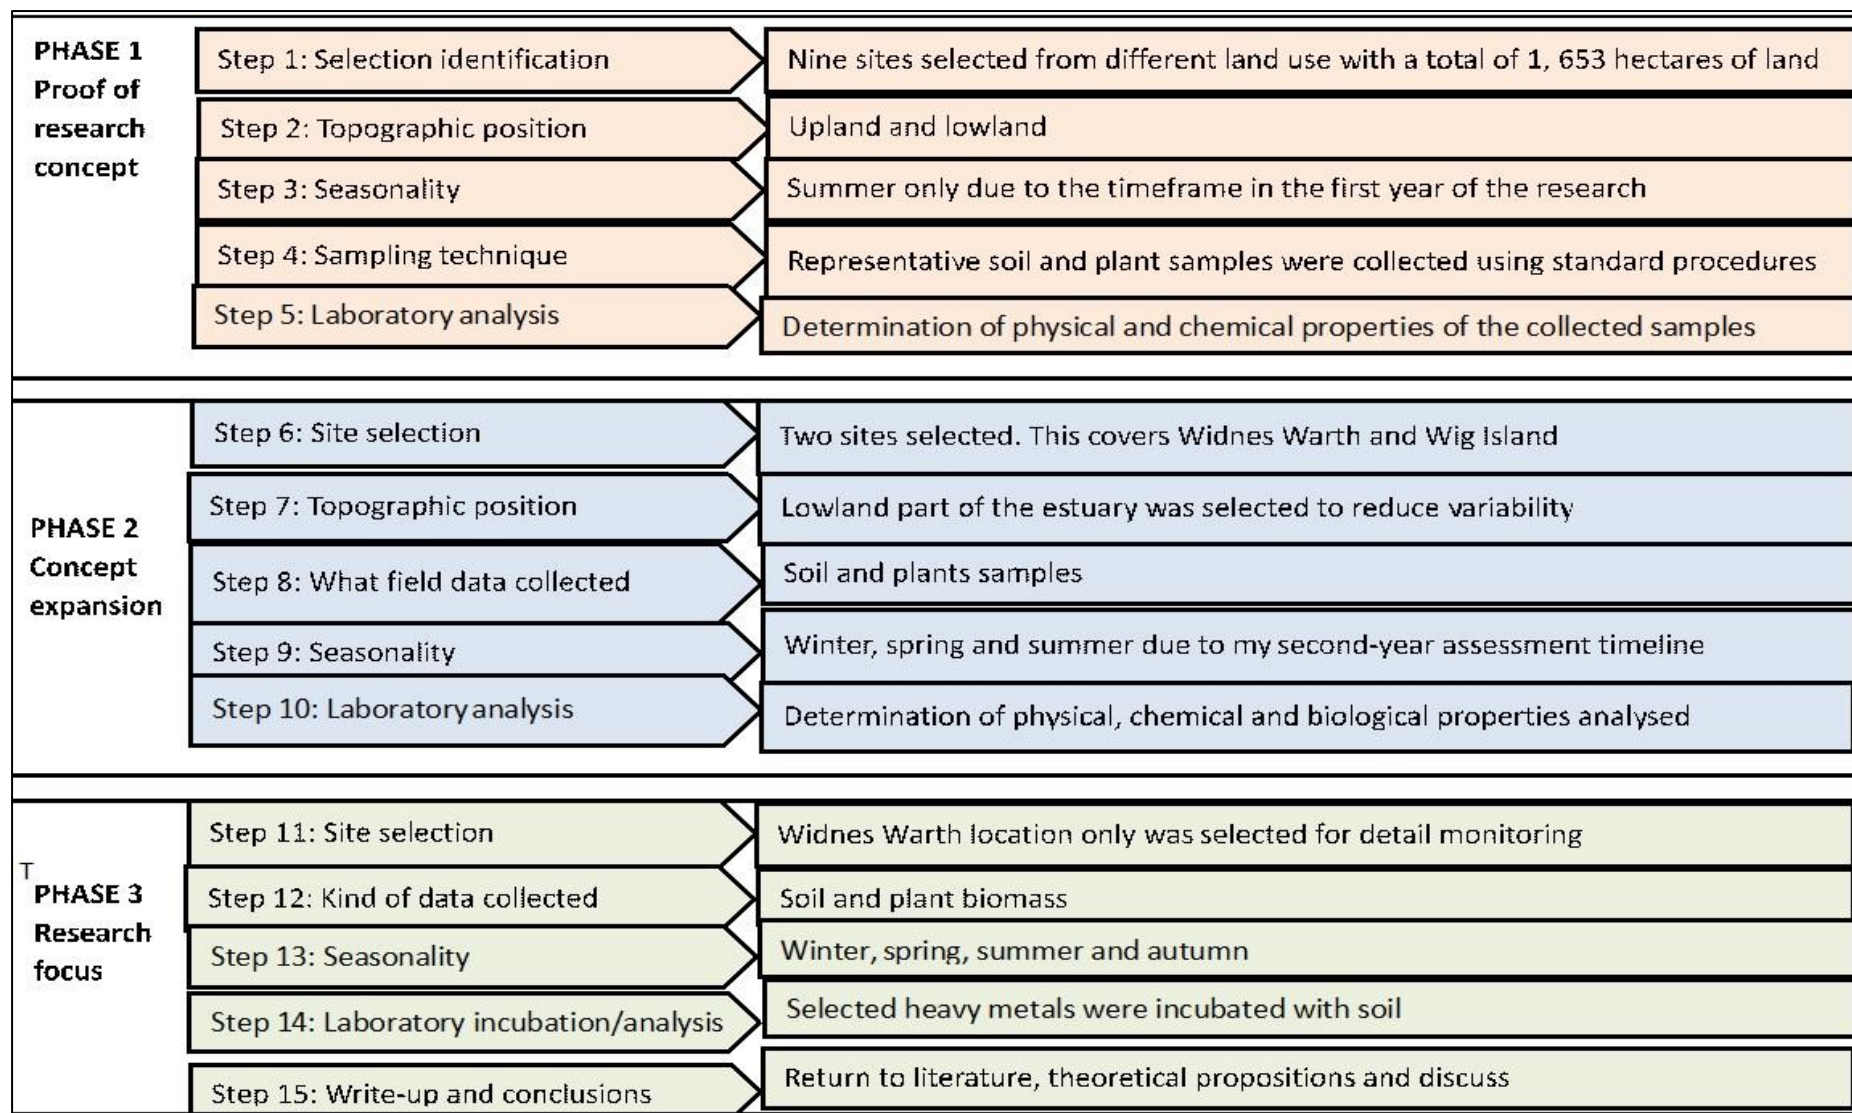 PHASE 1
Proof of
research
concept
Step 1: Selection identification
Nine sites selected from different land use with a total of 1, 653 hectares of land
Step 2: Topographic position
Upland and lowland
Step 3: Seasonality
Summer only due to the timeframe in the first year of the research
Step 4: Sampling technique
Representative soil and plant samples were collected using standard procedures
Step 5: Laboratory analysis
Determination of physical and chemical properties of the collected samples
PHASE 2
Concept
expansion
Step 6: Site selection
Two sites selected. This covers Widnes Warth and Wig Island
Step 7: Topographic position
Lowland part of the estuary was selected to reduce variability
Step 8: What field data collected
Soil and plants samples
Step 9: Seasonality
Winter, spring and summer due to my second-year assessment timeline
Step 10: Laboratory analysis
Determination of physical, chemical and biological properties analysed
T
PHASE 3
Research
focus
Step 11: Site selection
Widnes Warth location only was selected for detail monitoring
Step 12: Kind of data collected
Soil and plant biomass
Step 13: Seasonality
Winter, spring, summer and autumn
Step 14: Laboratory incubation/analysis
Selected heavy metals were incubated with soil
Step 15: Write-up and conclusions
Return to literature, theoretical propositions and discuss